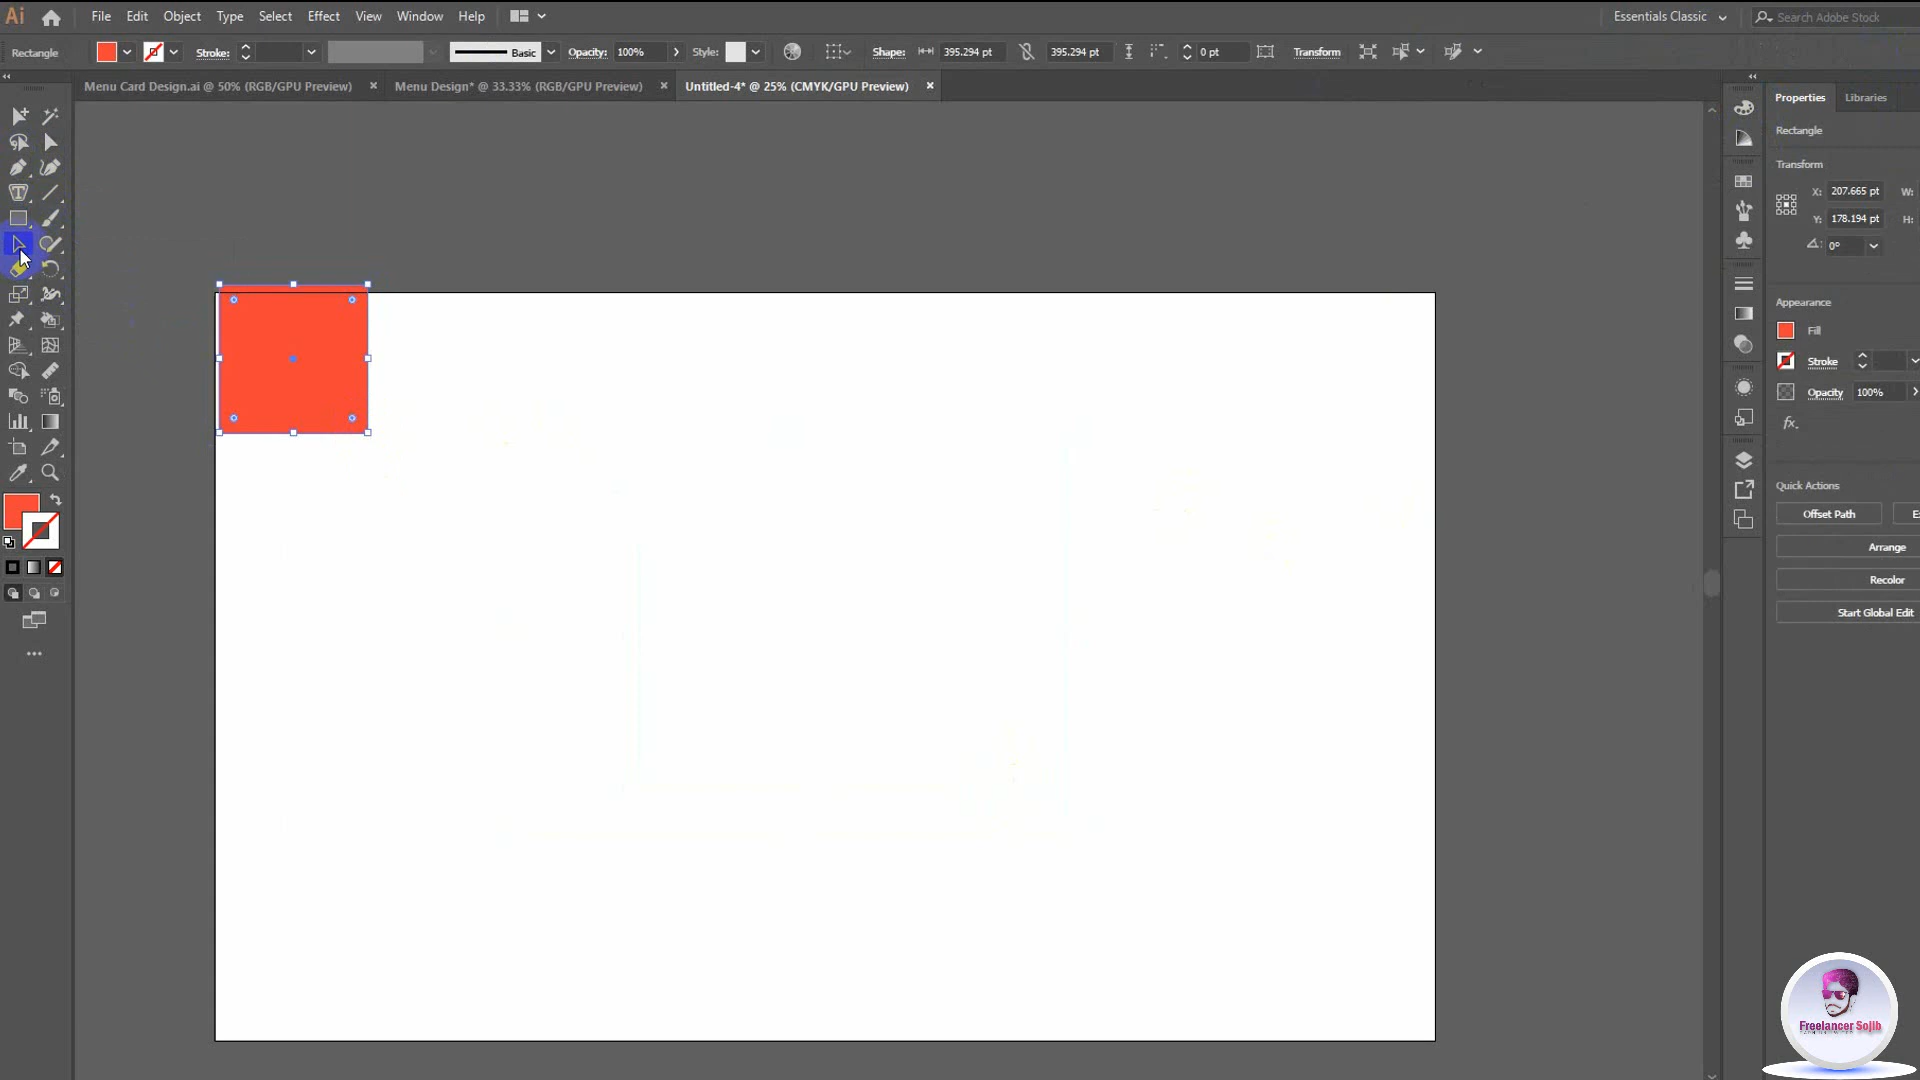 Ai File Edit Object Type Select Effect View Window Help Essentials Classic Search Adobe Stock
Rectangle Stroke: Basic Opacity: 100% Style: Shape: 395.294 pt 395.294 pt 0 pt Transform
Menu Card Design.ai @ 50% (RGB/GPU Preview) × Menu Design* @ 33.33% (RGB/GPU Preview) × Untitled-4* @ 25% (CMYK/GPU Preview) ×
Properties Libraries
Rectangle
Transform
X: 207.665 pt W:
Y: 178.194 pt H:
0°
Appearance
Fill
Stroke
Opacity 100%
fx.
Quick Actions
Offset Path
Arrange
Recolor
Start Global Edit
Freelancer Sojib